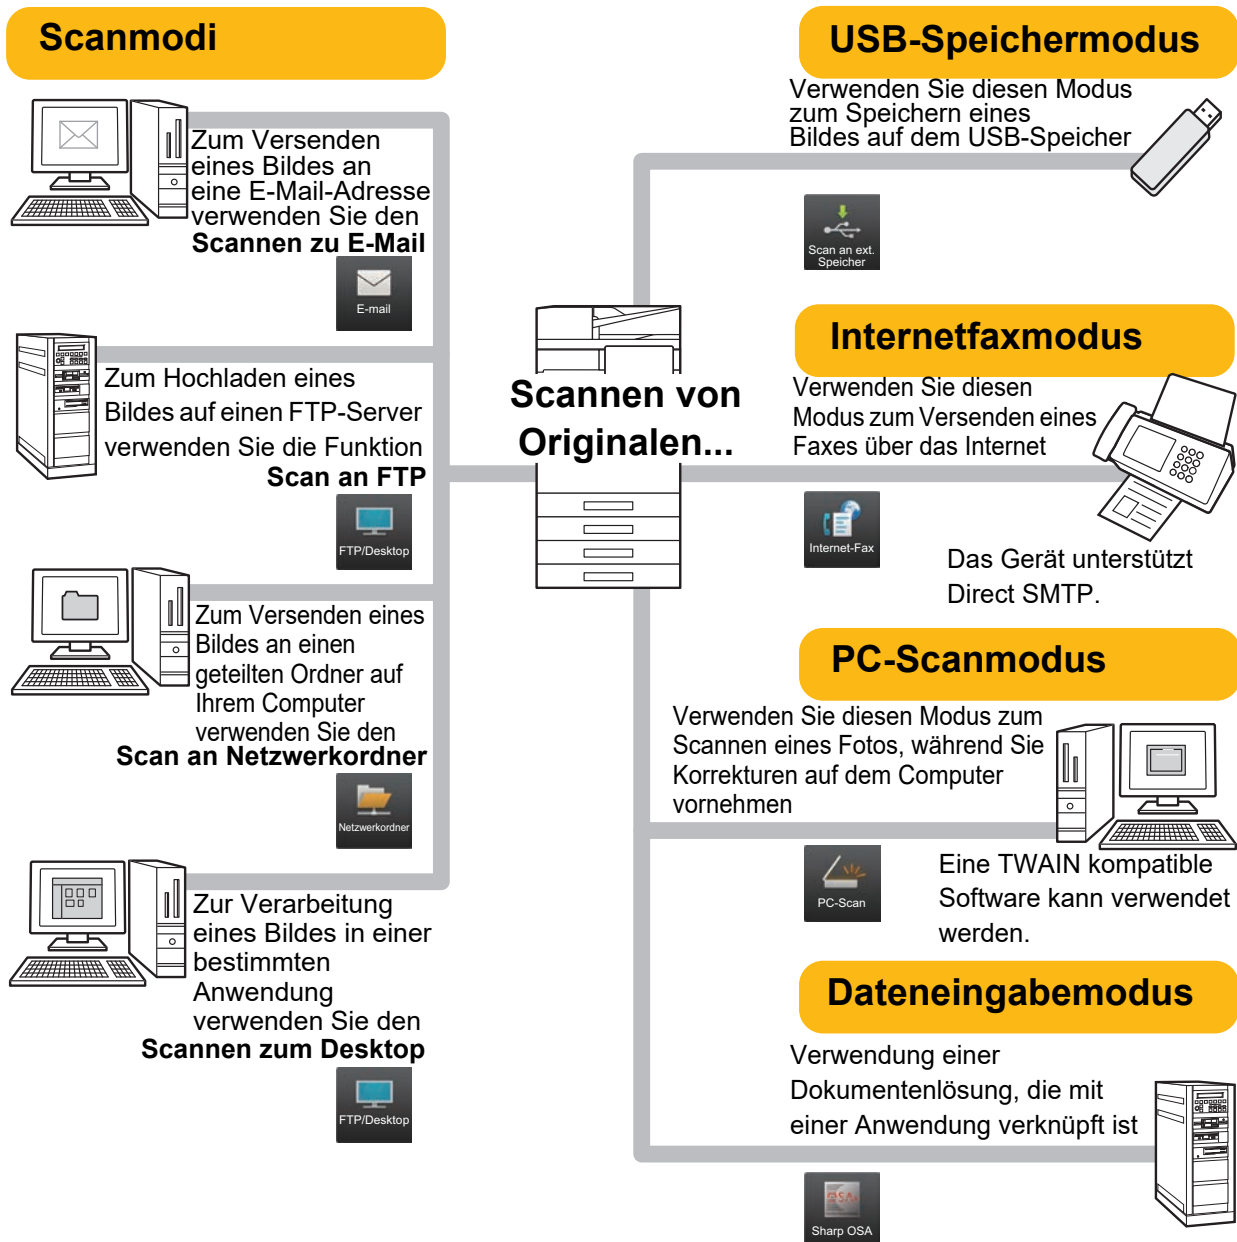 Scanmodi
Zum Versenden
eines Bildes an
eine E-Mail-Adresse
verwenden Sie den
Scannen zu E-Mail
E-mail
Zum Hochladen eines
Bildes auf einen FTP-Server
verwenden Sie die Funktion
Scan an FTP
FTP/Desktop
Zum Versenden eines
Bildes an einen
geteilten Ordner auf
Ihrem Computer
verwenden Sie den
Scan an Netzwerkordner
Netzwerkordner
Zur Verarbeitung
eines Bildes in einer
bestimmten
Anwendung
verwenden Sie den
Scannen zum Desktop
FTP/Desktop
Scannen von
Originalen...
USB-Speichermodus
Verwenden Sie diesen Modus
zum Speichern eines
Bildes auf dem USB-Speicher
Scan an ext.
Speicher
Internetfaxmodus
Verwenden Sie diesen
Modus zum Versenden eines
Faxes über das Internet
Internet-Fax
Das Gerät unterstützt
Direct SMTP.
PC-Scanmodus
Verwenden Sie diesen Modus zum
Scannen eines Fotos, während Sie
Korrekturen auf dem Computer
vornehmen
PC-Scan
Eine TWAIN kompatible
Software kann verwendet
werden.
Dateneingabemodus
Verwendung einer
Dokumentenlösung, die mit
einer Anwendung verknüpft ist
OSA
Sharp OSA